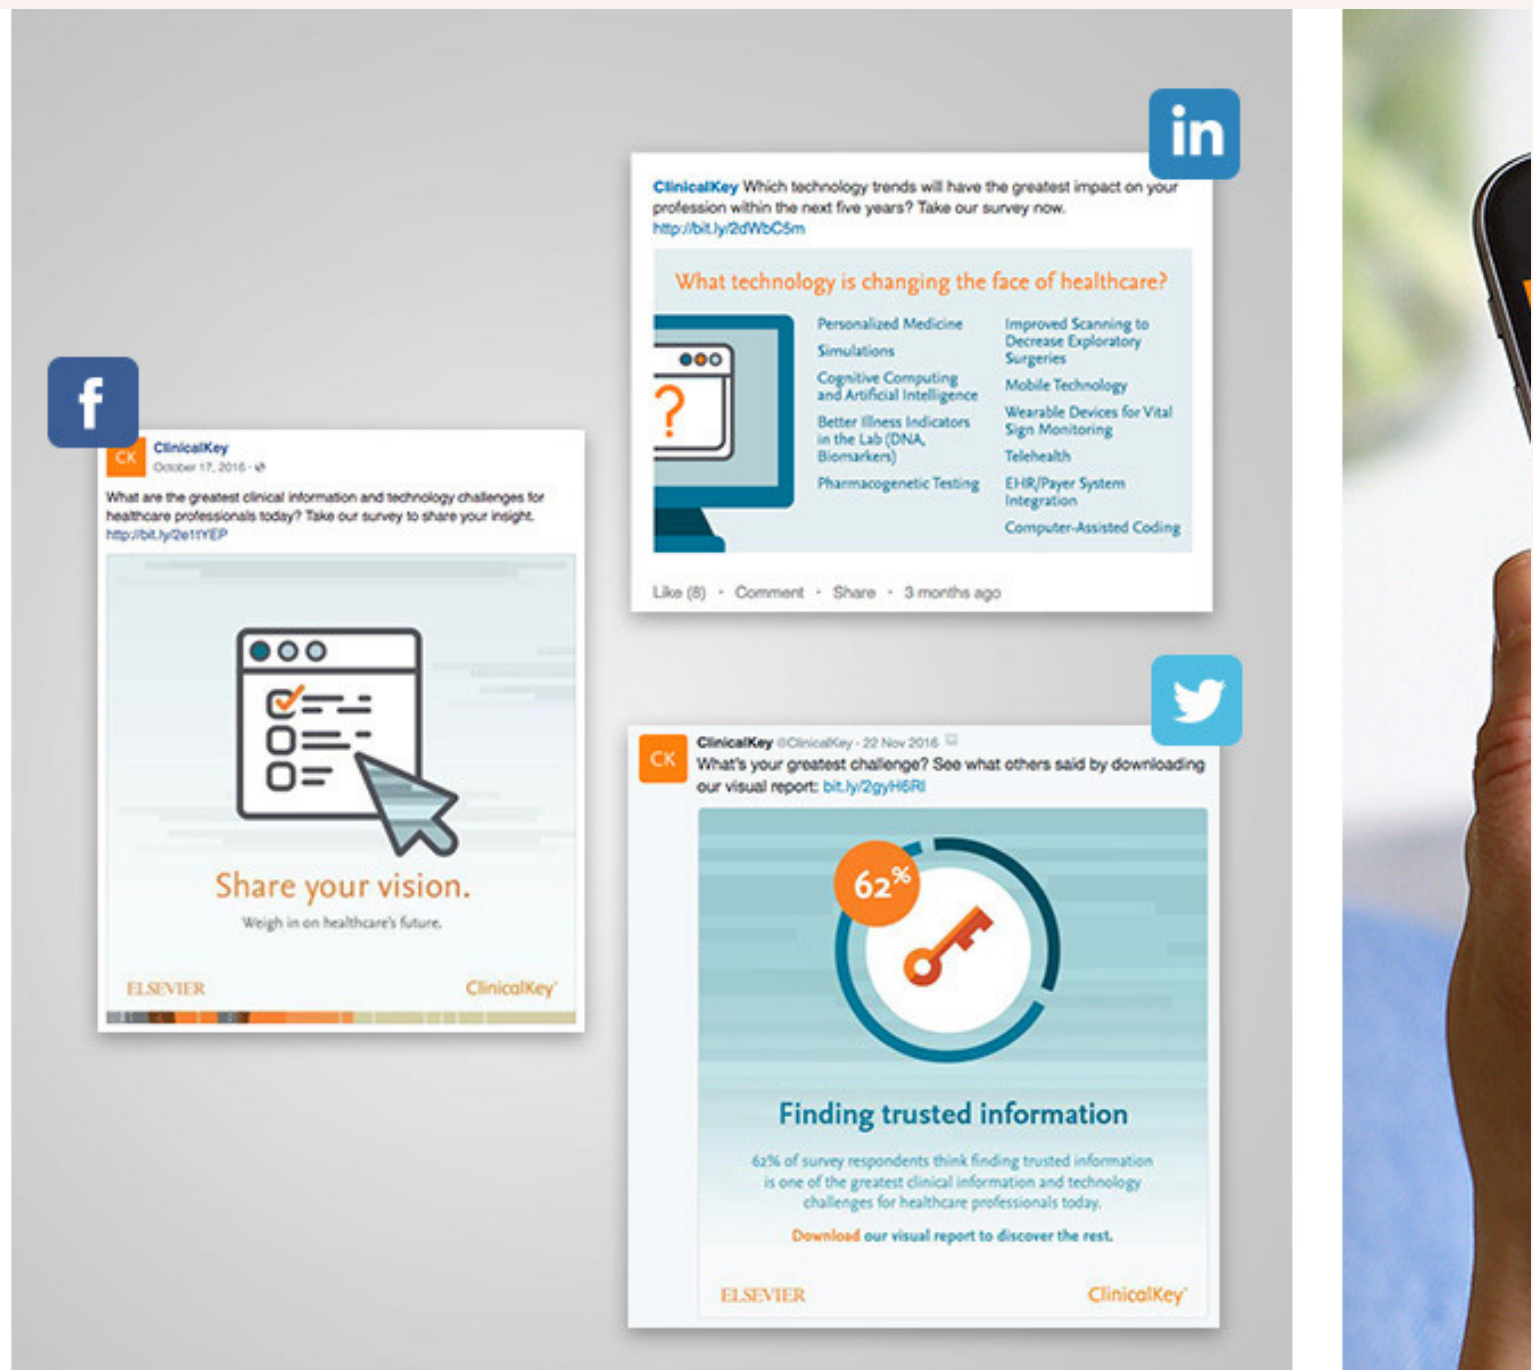 in
ClinicalKey Which technology trends will have the greatest impact on your
profession within the next five years? Take our survey now.
http://bit.ly/2dWbC5m
What technology is changing the face of healthcare?
Personalized Medicine
Simulations
Cognitive Computing
and Artificial Intelligence
Better Illness Indicators
in the Lab (DNA,
Biomarkers)
Pharmacogenetic Testing
Improved Scanning to
Decrease Exploratory
Surgeries
Mobile Technology
Wearable Devices for Vital
Sign Monitoring
Telehealth
EHR/Payer System
Integration
Computer-Assisted Coding
?
Like (8) · Comment · Share · 3 months ago
f
CK
ClinicalKey
October 17, 2016 ·
What are the greatest clinical information and technology challenges for
healthcare professionals today? Take our survey to share your insight.
http://bit.ly/2e1tYEP
Share your vision.
Weigh in on healthcare's future.
ELSEVIER
ClinicalKey®
CK
ClinicalKey @ClinicalKey · 22 Nov 2016
What's your greatest challenge? See what others said by downloading
our visual report: bit.ly/2gyH6RI
62%
Finding trusted information
62% of survey respondents think finding trusted information
is one of the greatest clinical information and technology
challenges for healthcare professionals today.
Download our visual report to discover the rest.
ELSEVIER
ClinicalKey®